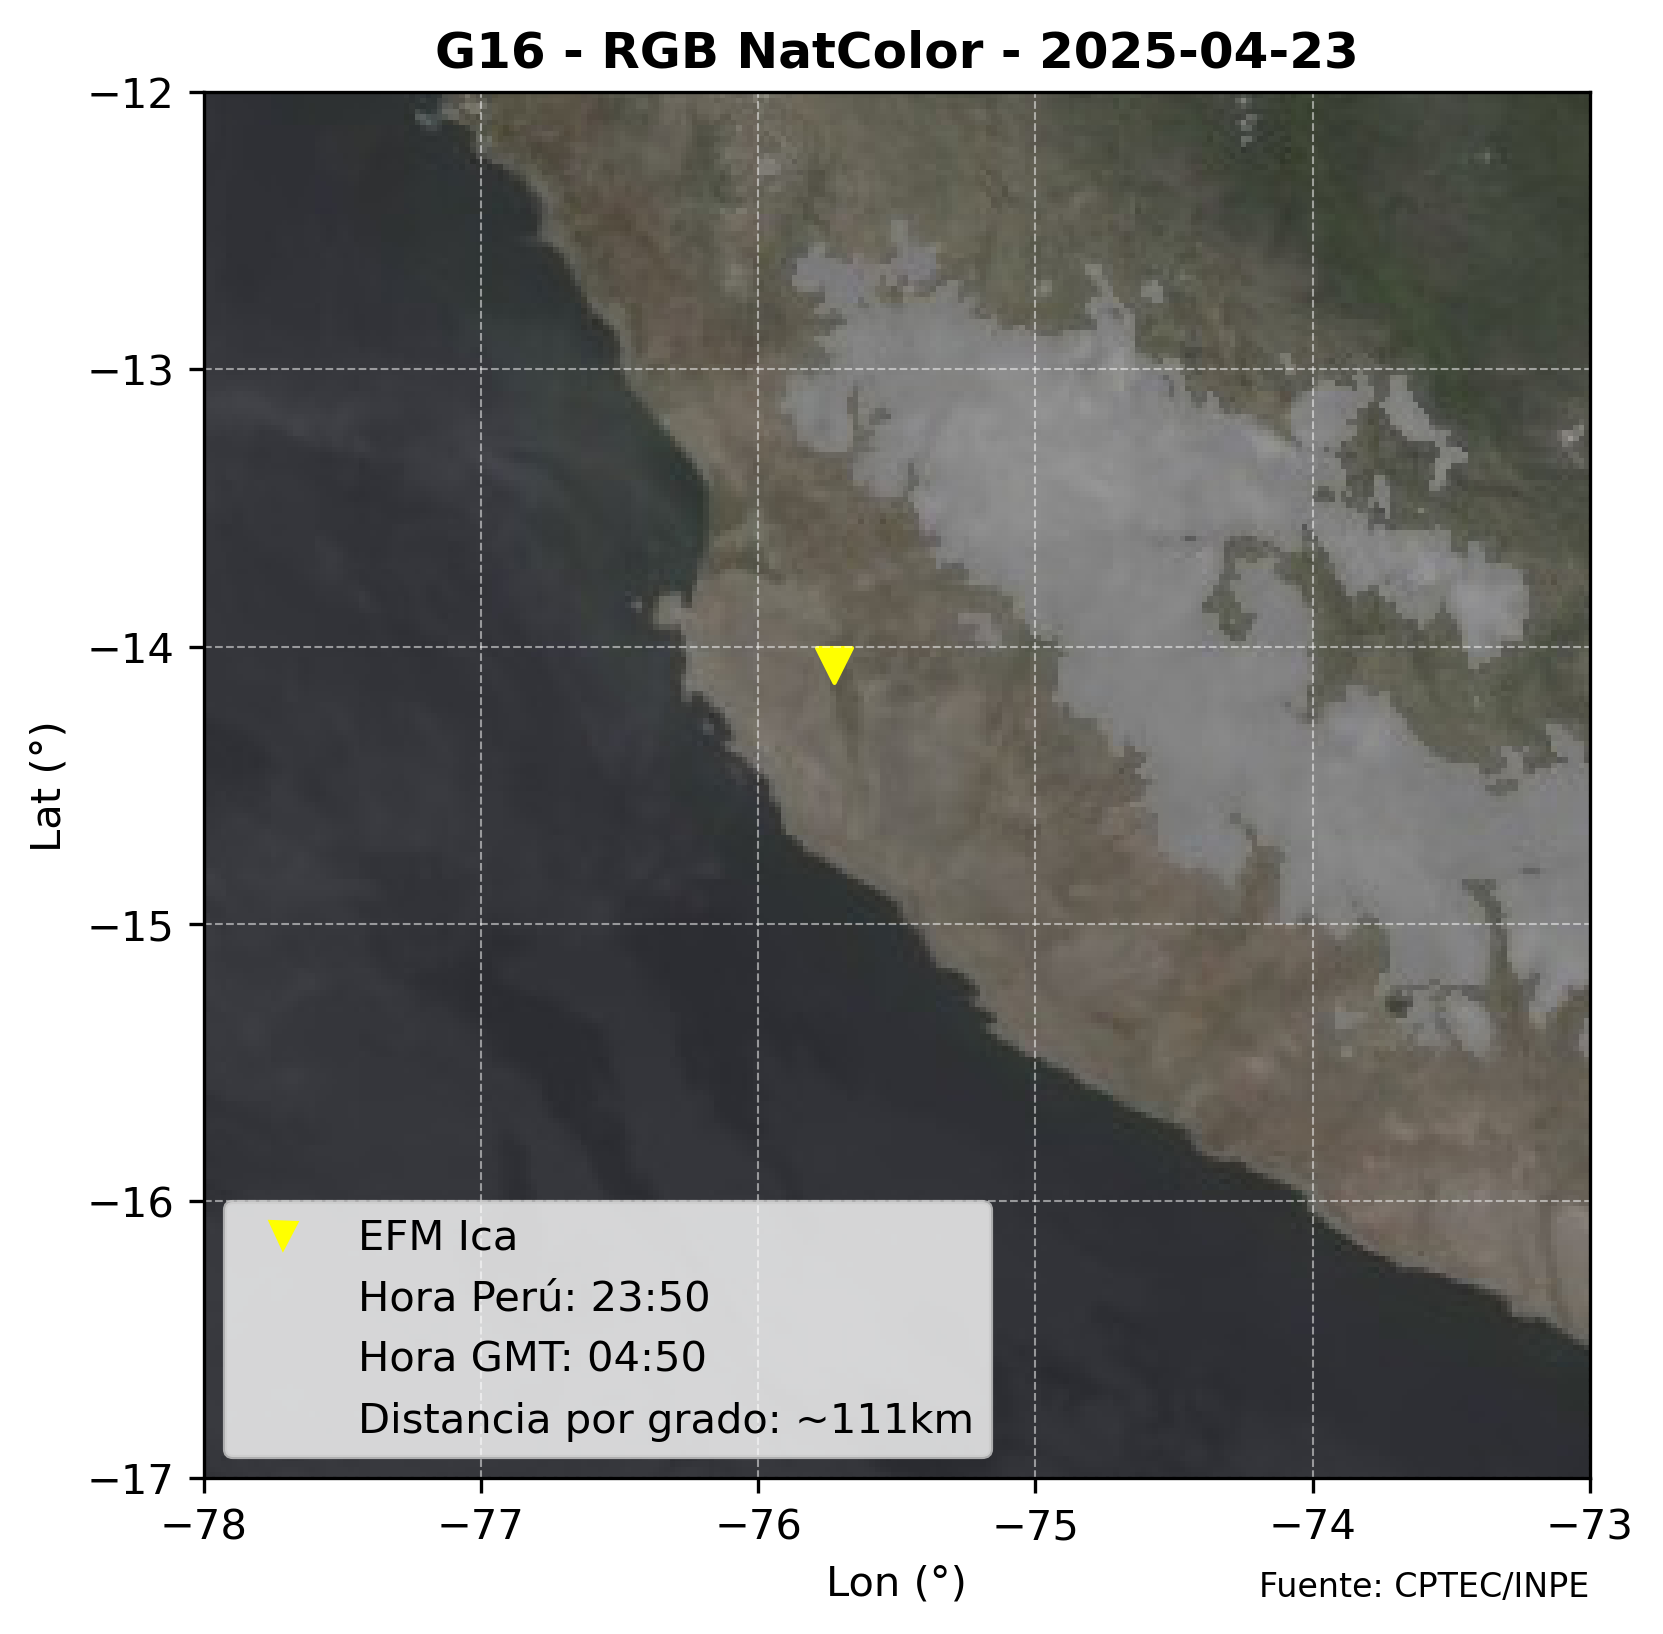 G16 - RGB NatColor - 2025-04-23
−12
−13
−14
−15
−16
−17
Lat (°)
EFM Ica
Hora Perú: 23:50
Hora GMT: 04:50
Distancia por grado: ~111km
−78
−77
−76
−75
−74
−73
Lon (°)
Fuente: CPTEC/INPE